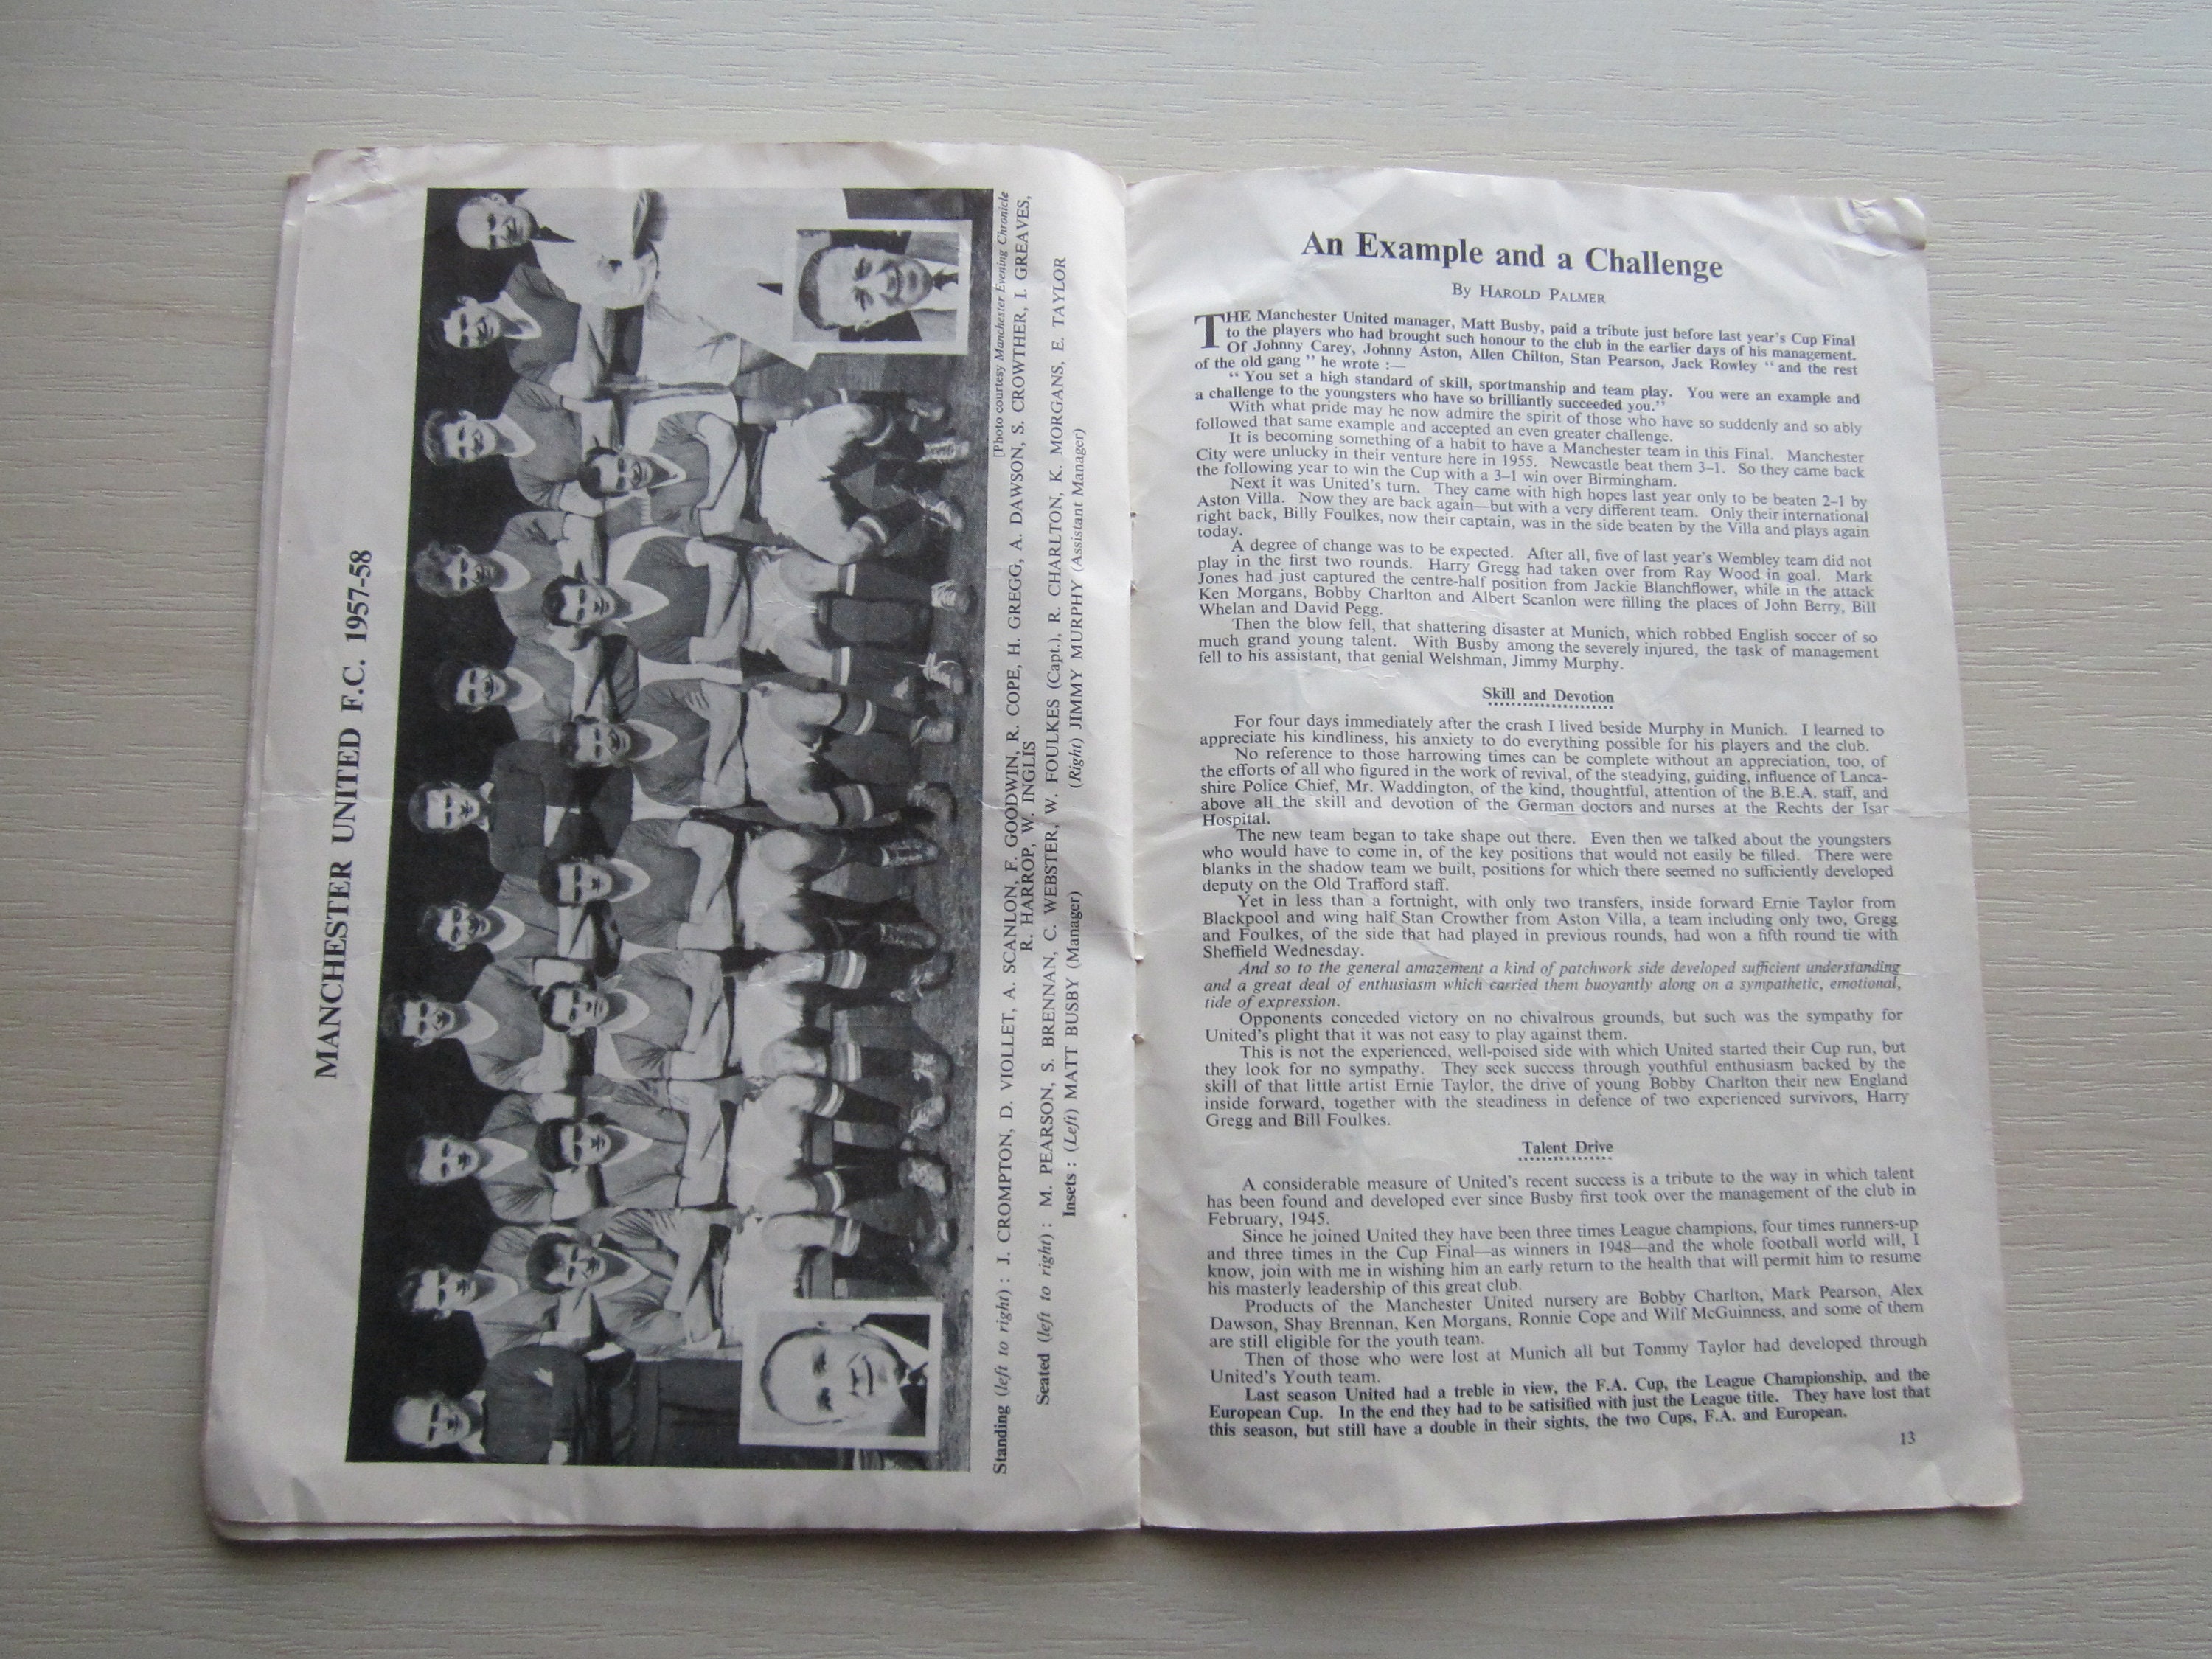 MANCHESTER UNITED F.C. 1957-58
[Photo courtesy Manchester Evening Chronicle
Standing (left to right) : J. CROMPTON, D. VIOLLET, A. SCANLON, F. GOODWIN, R. COPE, H. GREGG, A. DAWSON, S. CROWTHER, I. GREAVES,
R. HARROP, W. INGLIS
Seated (left to right) : M. PEARSON, S. BRENNAN, C. WEBSTER, W. FOULKES (Capt.), R. CHARLTON, K. MORGANS, E. TAYLOR
Insets : (Left) MATT BUSBY (Manager) (Right) JIMMY MURPHY (Assistant Manager)
An Example and a Challenge
By HAROLD PALMER
THE Manchester United manager, Matt Busby, paid a tribute just before last year's Cup Final
to the players who had brought such honour to the club in the earlier days of his management.
Of Johnny Carey, Johnny Aston, Allen Chilton, Stan Pearson, Jack Rowley " and the rest
of the old gang " he wrote :—
" You set a high standard of skill, sportmanship and team play. You were an example and
a challenge to the youngsters who have so brilliantly succeeded you."
With what pride may he now admire the spirit of those who have so suddenly and so ably
followed that same example and accepted an even greater challenge.
It is becoming something of a habit to have a Manchester team in this Final. Manchester
City were unlucky in their venture here in 1955. Newcastle beat them 3–1. So they came back
the following year to win the Cup with a 3–1 win over Birmingham.
Next it was United's turn. They came with high hopes last year only to be beaten 2–1 by
Aston Villa. Now they are back again—but with a very different team. Only their international
right back, Billy Foulkes, now their captain, was in the side beaten by the Villa and plays again
today.
A degree of change was to be expected. After all, five of last year's Wembley team did not
play in the first two rounds. Harry Gregg had taken over from Ray Wood in goal. Mark
Jones had just captured the centre-half position from Jackie Blanchflower, while in the attack
Ken Morgans, Bobby Charlton and Albert Scanlon were filling the places of John Berry, Bill
Whelan and David Pegg.
Then the blow fell, that shattering disaster at Munich, which robbed English soccer of so
much grand young talent. With Busby among the severely injured, the task of management
fell to his assistant, that genial Welshman, Jimmy Murphy.
Skill and Devotion
For four days immediately after the crash I lived beside Murphy in Munich. I learned to
appreciate his kindliness, his anxiety to do everything possible for his players and the club.
No reference to those harrowing times can be complete without an appreciation, too, of
the efforts of all who figured in the work of revival, of the steadying, guiding, influence of Lanca-
shire Police Chief, Mr. Waddington, of the kind, thoughtful, attention of the B.E.A. staff, and
above all the skill and devotion of the German doctors and nurses at the Rechts der Isar
Hospital.
The new team began to take shape out there. Even then we talked about the youngsters
who would have to come in, of the key positions that would not easily be filled. There were
blanks in the shadow team we built, positions for which there seemed no sufficiently developed
deputy on the Old Trafford staff.
Yet in less than a fortnight, with only two transfers, inside forward Ernie Taylor from
Blackpool and wing half Stan Crowther from Aston Villa, a team including only two, Gregg
and Foulkes, of the side that had played in previous rounds, had won a fifth round tie with
Sheffield Wednesday.
And so to the general amazement a kind of patchwork side developed sufficient understanding
and a great deal of enthusiasm which carried them buoyantly along on a sympathetic, emotional,
tide of expression.
Opponents conceded victory on no chivalrous grounds, but such was the sympathy for
United's plight that it was not easy to play against them.
This is not the experienced, well-poised side with which United started their Cup run, but
they look for no sympathy. They seek success through youthful enthusiasm backed by the
skill of that little artist Ernie Taylor, the drive of young Bobby Charlton their new England
inside forward, together with the steadiness in defence of two experienced survivors, Harry
Gregg and Bill Foulkes.
Talent Drive
A considerable measure of United's recent success is a tribute to the way in which talent
has been found and developed ever since Busby first took over the management of the club in
February, 1945.
Since he joined United they have been three times League champions, four times runners-up
and three times in the Cup Final—as winners in 1948—and the whole football world will, I
know, join with me in wishing him an early return to the health that will permit him to resume
his masterly leadership of this great club.
Products of the Manchester United nursery are Bobby Charlton, Mark Pearson, Alex
Dawson, Shay Brennan, Ken Morgans, Ronnie Cope and Wilf McGuinness, and some of them
are still eligible for the youth team.
Then of those who were lost at Munich all but Tommy Taylor had developed through
United's Youth team.
Last season United had a treble in view, the F.A. Cup, the League Championship, and the
European Cup. In the end they had to be satisified with just the League title. They have lost that
this season, but still have a double in their sights, the two Cups, F.A. and European.
13